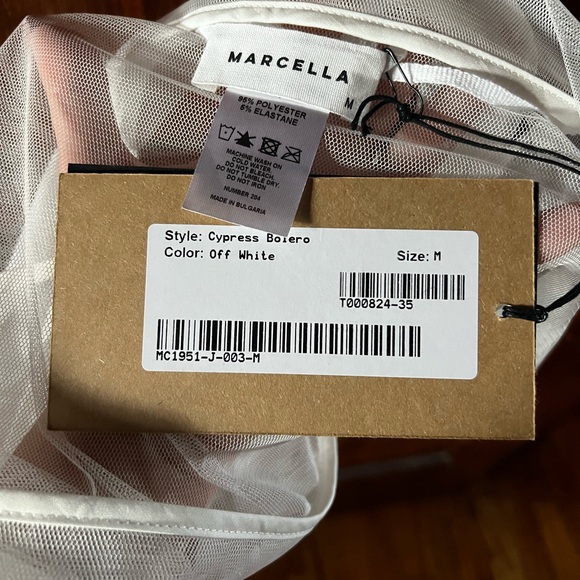 MARCELLA
M
95% POLYESTER
5% ELASTANE
MACHINE WASH ON
COLD WATER.
DO NOT BLEACH.
DO NOT TUMBLE DRY.
DO NOT IRON
NUMBER 204
MADE IN BULGARIA
Style: Cypress Bolero
Color: Off White
Size: M
T000824-35
MC1951-J-003-M